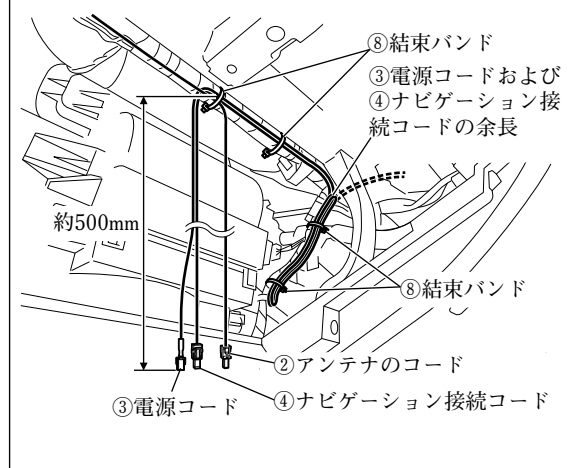 ⑧結束バンド
③電源コードおよび
④ナビゲーション接
続コードの余長
約500mm
⑧結束バンド
②アンテナのコード
④ナビゲーション接続コード
③電源コード